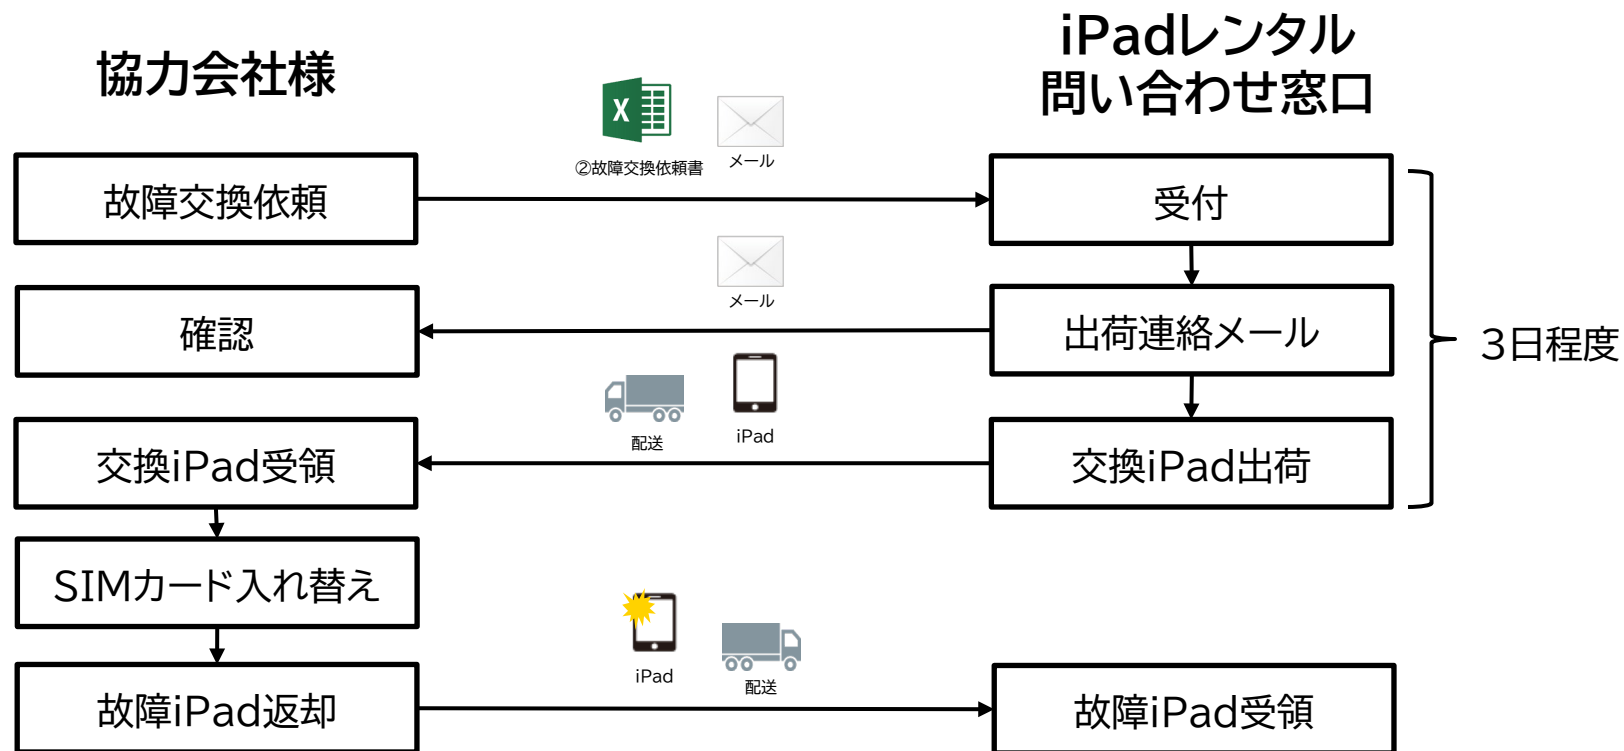 協力会社様
iPadレンタル
問い合わせ窓口
X
②故障交換依頼書
メール
故障交換依頼
受付
メール
確認
出荷連絡メール
3日程度
配送
iPad
交換iPad受領
交換iPad出荷
SIMカード入れ替え
iPad
配送
故障iPad返却
故障iPad受領